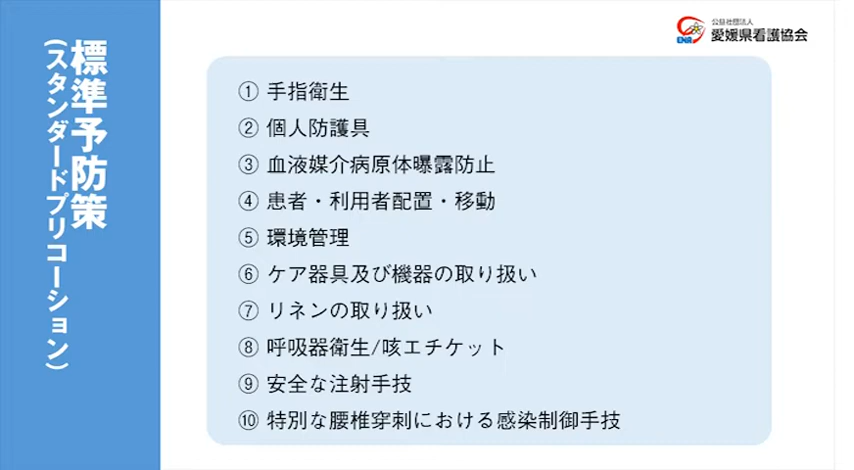 標準予防策
(スタンダードプリコーション)
公益社団法人
愛媛県看護協会
ENA
① 手指衛生
② 個人防護具
③ 血液媒介病原体曝露防止
④ 患者・利用者配置・移動
⑤ 環境管理
⑥ ケア器具及び機器の取り扱い
⑦ リネンの取り扱い
⑧ 呼吸器衛生/咳エチケット
⑨ 安全な注射手技
⑩ 特別な腰椎穿刺における感染制御手技